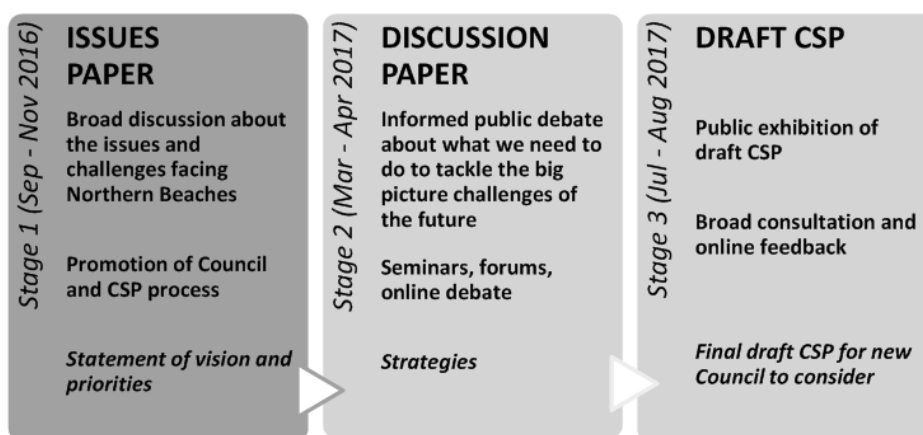 Stage 1 (Sep - Nov 2016)
ISSUES
PAPER
Broad discussion about
the issues and
challenges facing
Northern Beaches
Promotion of Council
and CSP process
Statement of vision and
priorities
Stage 2 (Mar - Apr 2017)
DISCUSSION
PAPER
Informed public debate
about what we need to
do to tackle the big
picture challenges of
the future
Seminars, forums,
online debate
Strategies
Stage 3 (Jul - Aug 2017)
DRAFT CSP
Public exhibition of
draft CSP
Broad consultation and
online feedback
Final draft CSP for new
Council to consider